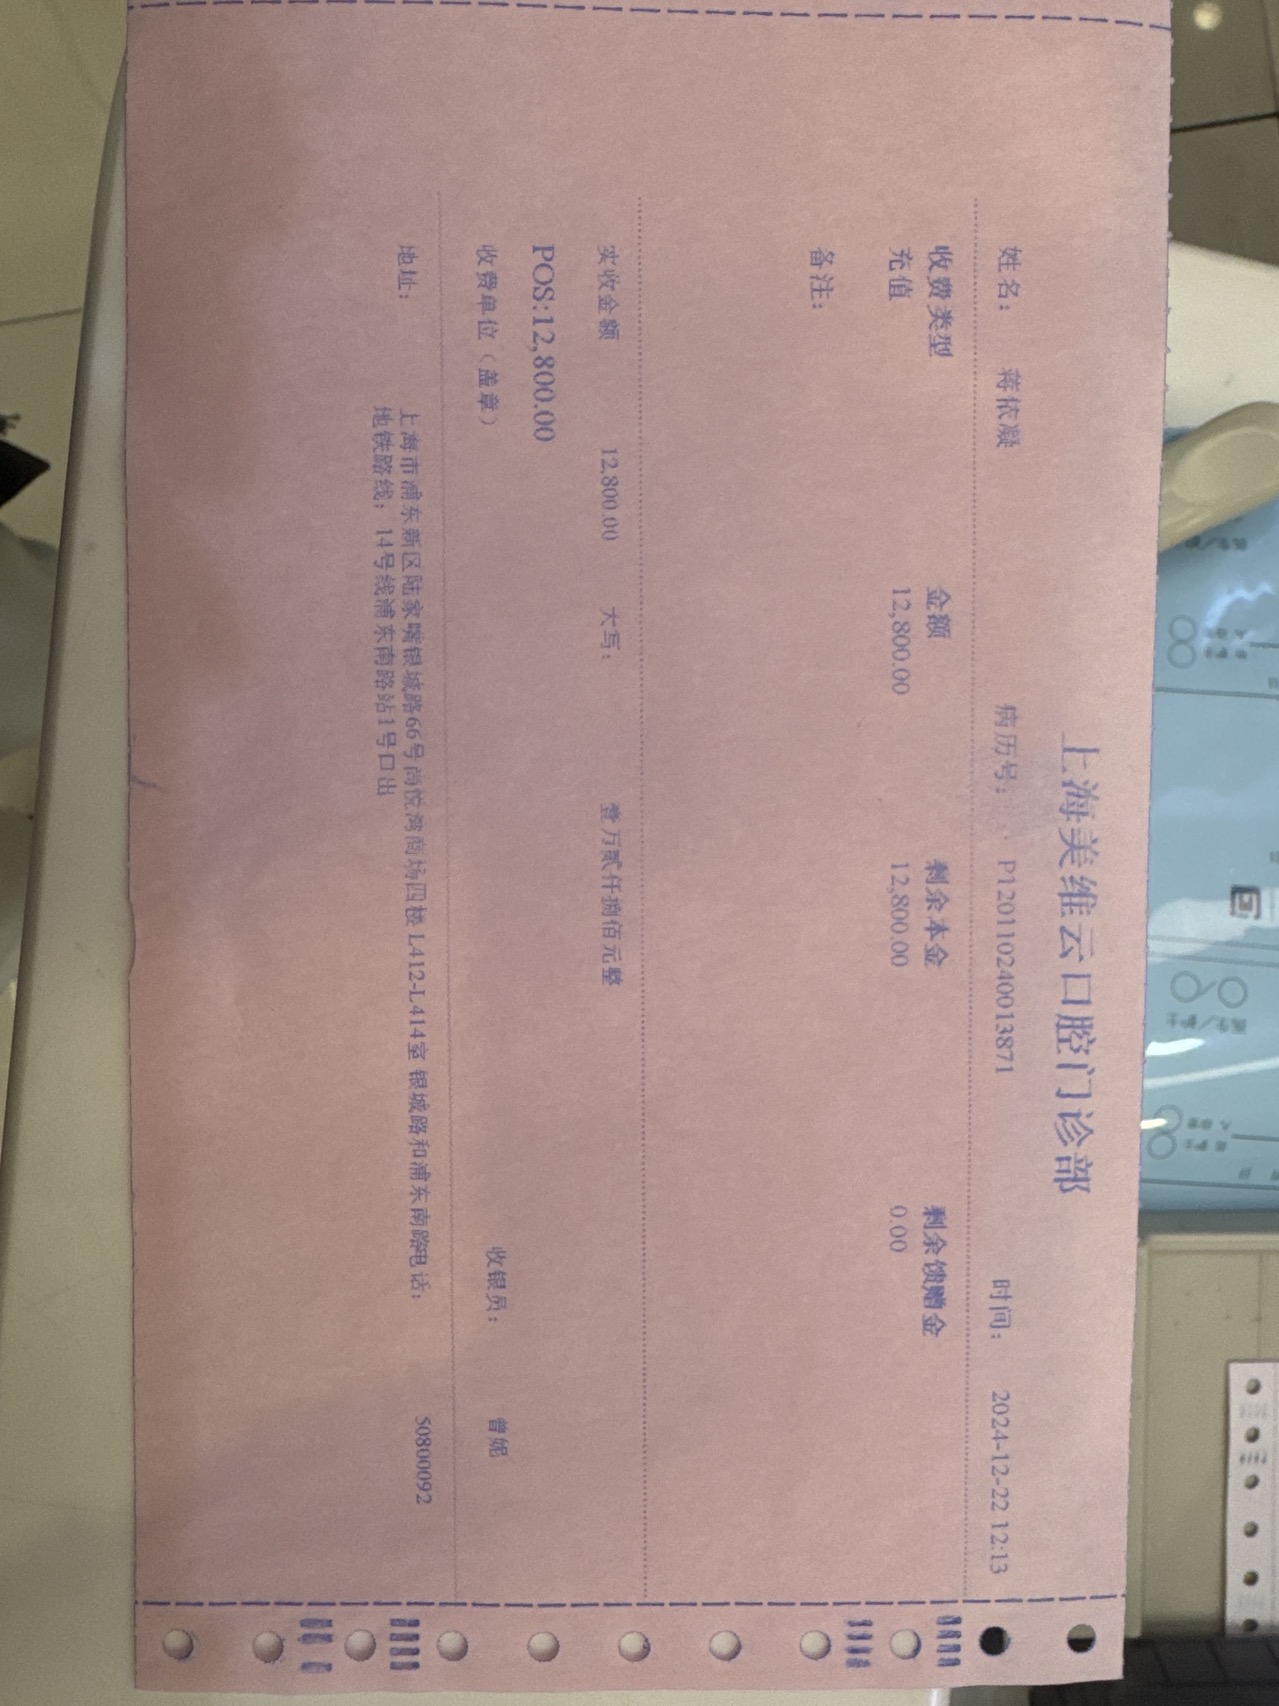 上海美维云口腔门诊部
姓名: 蒋依凝 病历号: P1201102400013871 时间: 2024-12-22 12:13
收费类型 金额 剩余本金 剩余馈赠金
充值 12,800.00 12,800.00 0.00
备注:
实收金额 12,800.00 大写: 壹万贰仟捌佰元整
POS:12,800.00
收费单位（盖章） 收银员: 曾妮
地址: 上海市浦东新区陆家嘴银城路66号尚悦鸿商场四楼 L412-L414室 银城路和浦东南路 电话: 50800092
地铁路线: 14号线浦东南路站1号口出
医生/护士